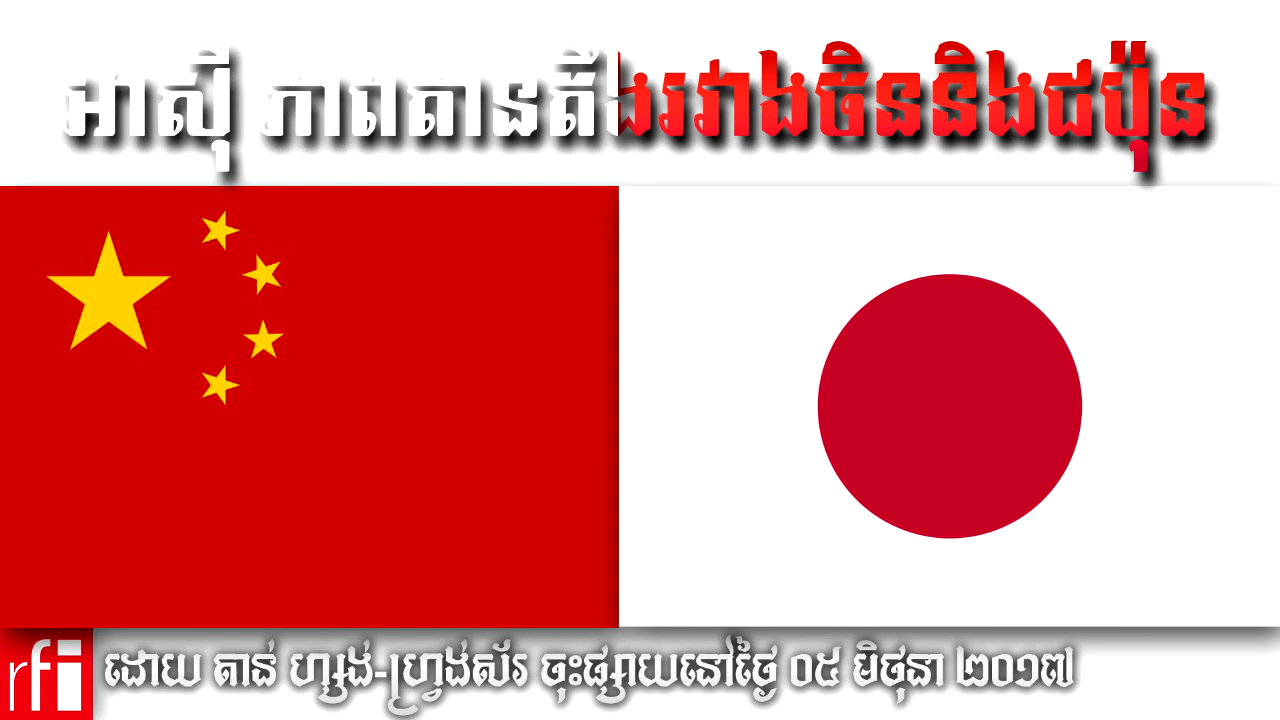 អាស៊ី ភាពតានតឹងរវាងចិននិងជប៉ុន
rfi ដោយ តាន់ ហ្សង់-ហ្វ្រង់ស័រ ចុះផ្សាយនៅថ្ងៃ ០៥ មិថុនា ២០១៧